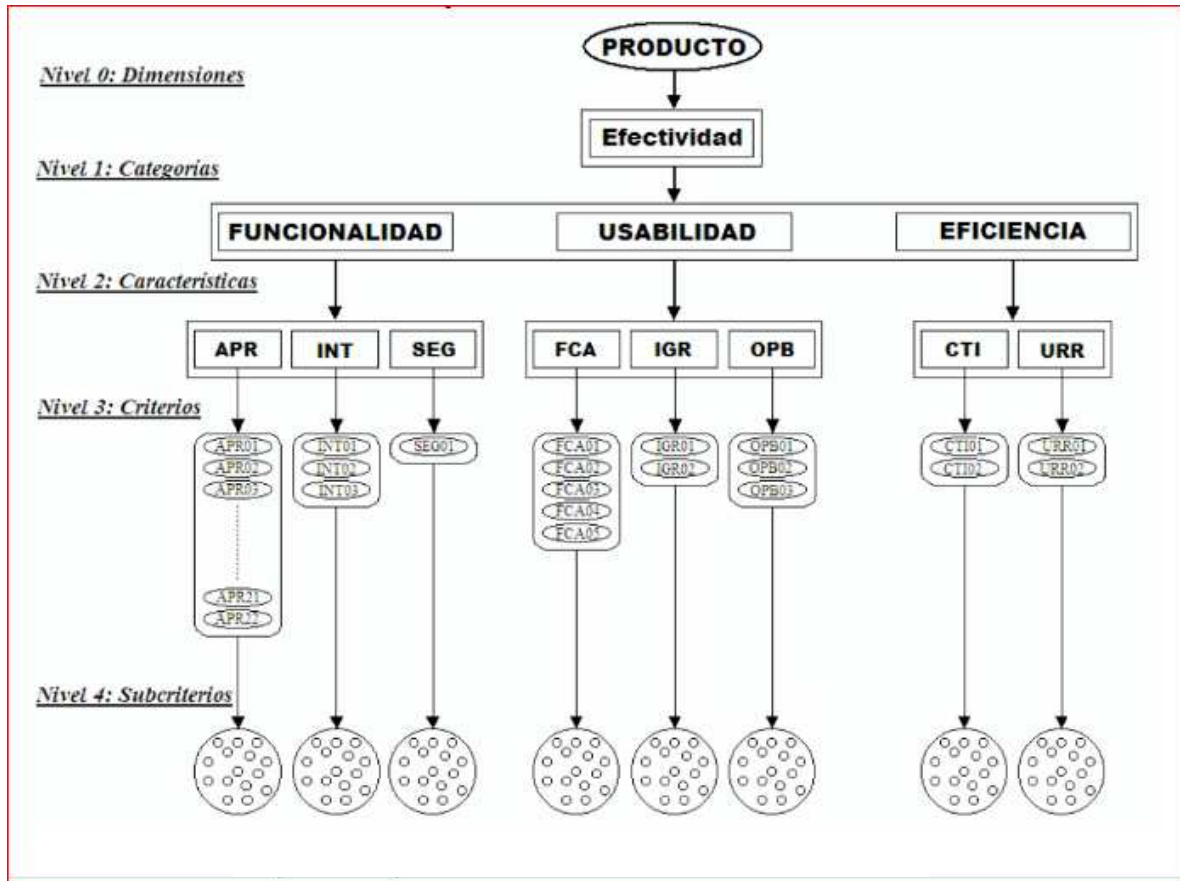 PRODUCTO
Nivel 0: Dimensiones
Efectividad
Nivel 1: Categorías
FUNCIONALIDAD USABILIDAD EFICIENCIA
Nivel 2: Características
APR INT SEG FCA IGR OPB CTI URR
Nivel 3: Criterios
APR01 INT01 SEG01 FCA01 IGR01 OPB01 CTI01 URR01
APR02 INT02 FCA02 IGR02 OPB02 CTI02 URR02
APR03 INT03 FCA03 OPB03
FCA04
FCA05
APR21
APR22
Nivel 4: Subcriterios